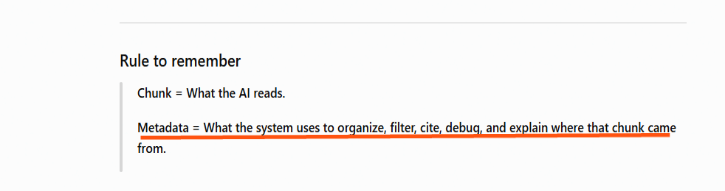 Rule to remember
Chunk = What the AI reads.
Metadata = What the system uses to organize, filter, cite, debug, and explain where that chunk came
from.